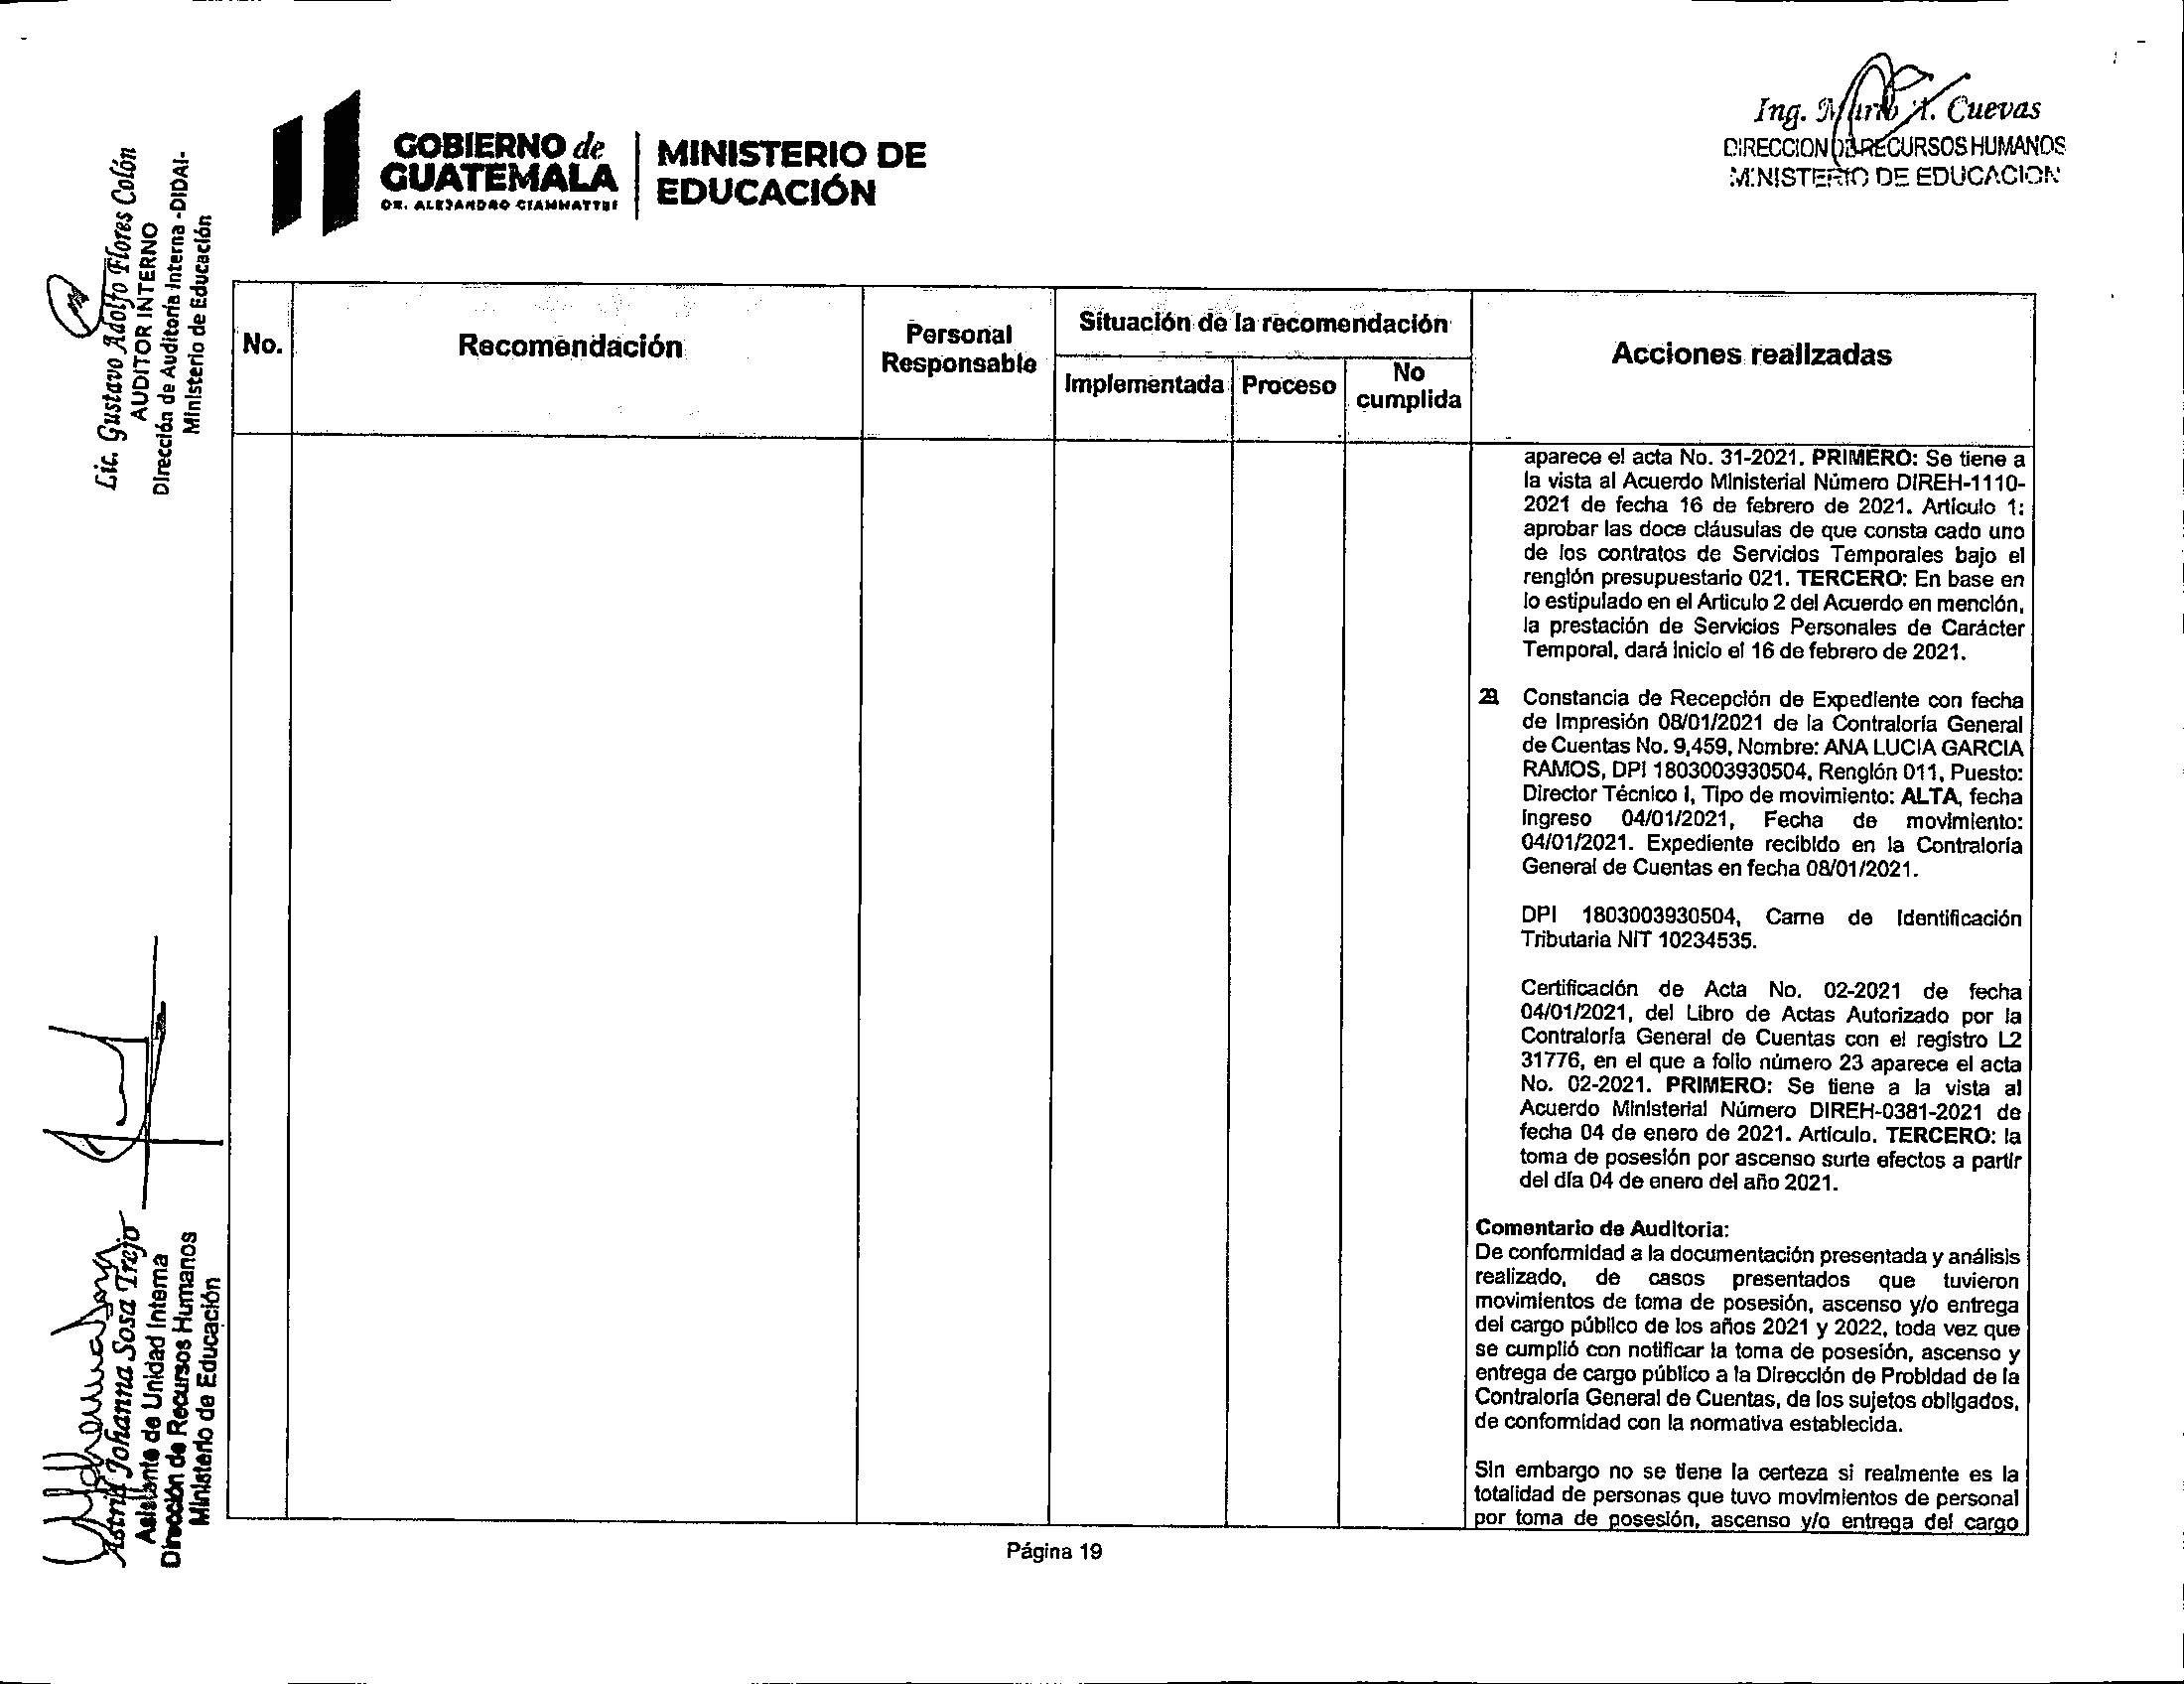 Ing. Mario A. Cuevas
DIRECCION DE RECURSOS HUMANOS
MINISTERIO DE EDUCACION
GOBIERNO de
GUATEMALA
DR. ALEJANDRO GIAMMATTEI
MINISTERIO DE
EDUCACIÓN
Lic. Gustavo Adolfo Flores Colón
AUDITOR INTERNO
Dirección de Auditoría Interna -DIDAI-
Ministerio de Educación
No.
Recomendación
Personal
Responsable
Situación de la recomendación
Implementada
Proceso
No
cumplida
Acciones realizadas
aparece el acta No. 31-2021. PRIMERO: Se tiene a
la vista al Acuerdo Ministerial Número DIREH-1110-
2021 de fecha 16 de febrero de 2021. Artículo 1:
aprobar las doce cláusulas de que consta cado uno
de los contratos de Servicios Temporales bajo el
renglón presupuestario 021. TERCERO: En base en
lo estipulado en el Articulo 2 del Acuerdo en mención,
la prestación de Servicios Personales de Carácter
Temporal, dará inicio el 16 de febrero de 2021.
Constancia de Recepción de Expediente con fecha
de Impresión 08/01/2021 de la Contraloría General
de Cuentas No. 9,459, Nombre: ANA LUCIA GARCIA
RAMOS, DPI 1803003930504, Renglón 011, Puesto:
Director Técnico I, Tipo de movimiento: ALTA, fecha
ingreso 04/01/2021, Fecha de movimiento:
04/01/2021. Expediente recibido en la Contraloría
General de Cuentas en fecha 08/01/2021.
DPI 1803003930504, Carne de Identificación
Tributaria NIT 10234535.
Certificación de Acta No. 02-2021 de fecha
04/01/2021, del Libro de Actas Autorizado por la
Contraloría General de Cuentas con el registro L2
31776, en el que a folio número 23 aparece el acta
No. 02-2021. PRIMERO: Se tiene a la vista al
Acuerdo Ministerial Número DIREH-0381-2021 de
fecha 04 de enero de 2021. Artículo. TERCERO: la
toma de posesión por ascenso surte efectos a partir
del día 04 de enero del año 2021.
Comentario de Auditoria:
De conformidad a la documentación presentada y análisis
realizado, de casos presentados que tuvieron
movimientos de toma de posesión, ascenso y/o entrega
del cargo público de los años 2021 y 2022, toda vez que
se cumplió con notificar la toma de posesión, ascenso y
entrega de cargo público a la Dirección de Probidad de la
Contraloría General de Cuentas, de los sujetos obligados,
de conformidad con la normativa establecida.
Sin embargo no se tiene la certeza si realmente es la
totalidad de personas que tuvo movimientos de personal
por toma de posesión, ascenso y/o entrega del cargo
Astrid Johanna Sosa Trejo
Asistente de Unidad Interna
Dirección de Recursos Humanos
Ministerio de Educación
Página 19